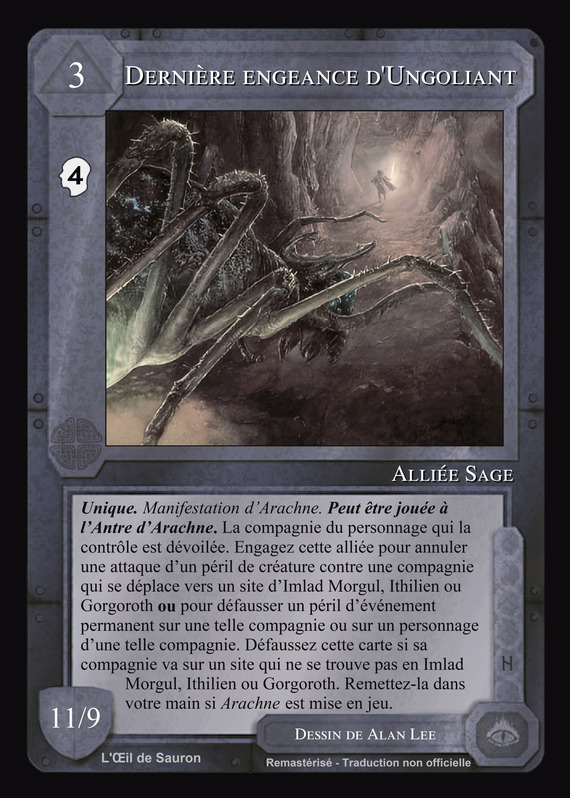 3
DERNIÈRE ENGEANCE D'UNGOLIANT
4
ALLIÉE SAGE
Unique. Manifestation d'Arachne. Peut être jouée à
l'Antre d'Arachne. La compagnie du personnage qui la
contrôle est dévoilée. Engagez cette alliée pour annuler
une attaque d'un péril de créature contre une compagnie
qui se déplace vers un site d'Imlad Morgul, Ithilien ou
Gorgoroth ou pour défausser un péril d'événement
permanent sur une telle compagnie ou sur un personnage
d'une telle compagnie. Défaussez cette carte si sa
compagnie va sur un site qui ne se trouve pas en Imlad
Morgul, Ithilien ou Gorgoroth. Remettez-la dans
votre main si Arachne est mise en jeu.
11/9
DESSIN DE ALAN LEE
L'Œil de Sauron
Remastérisé - Traduction non officielle